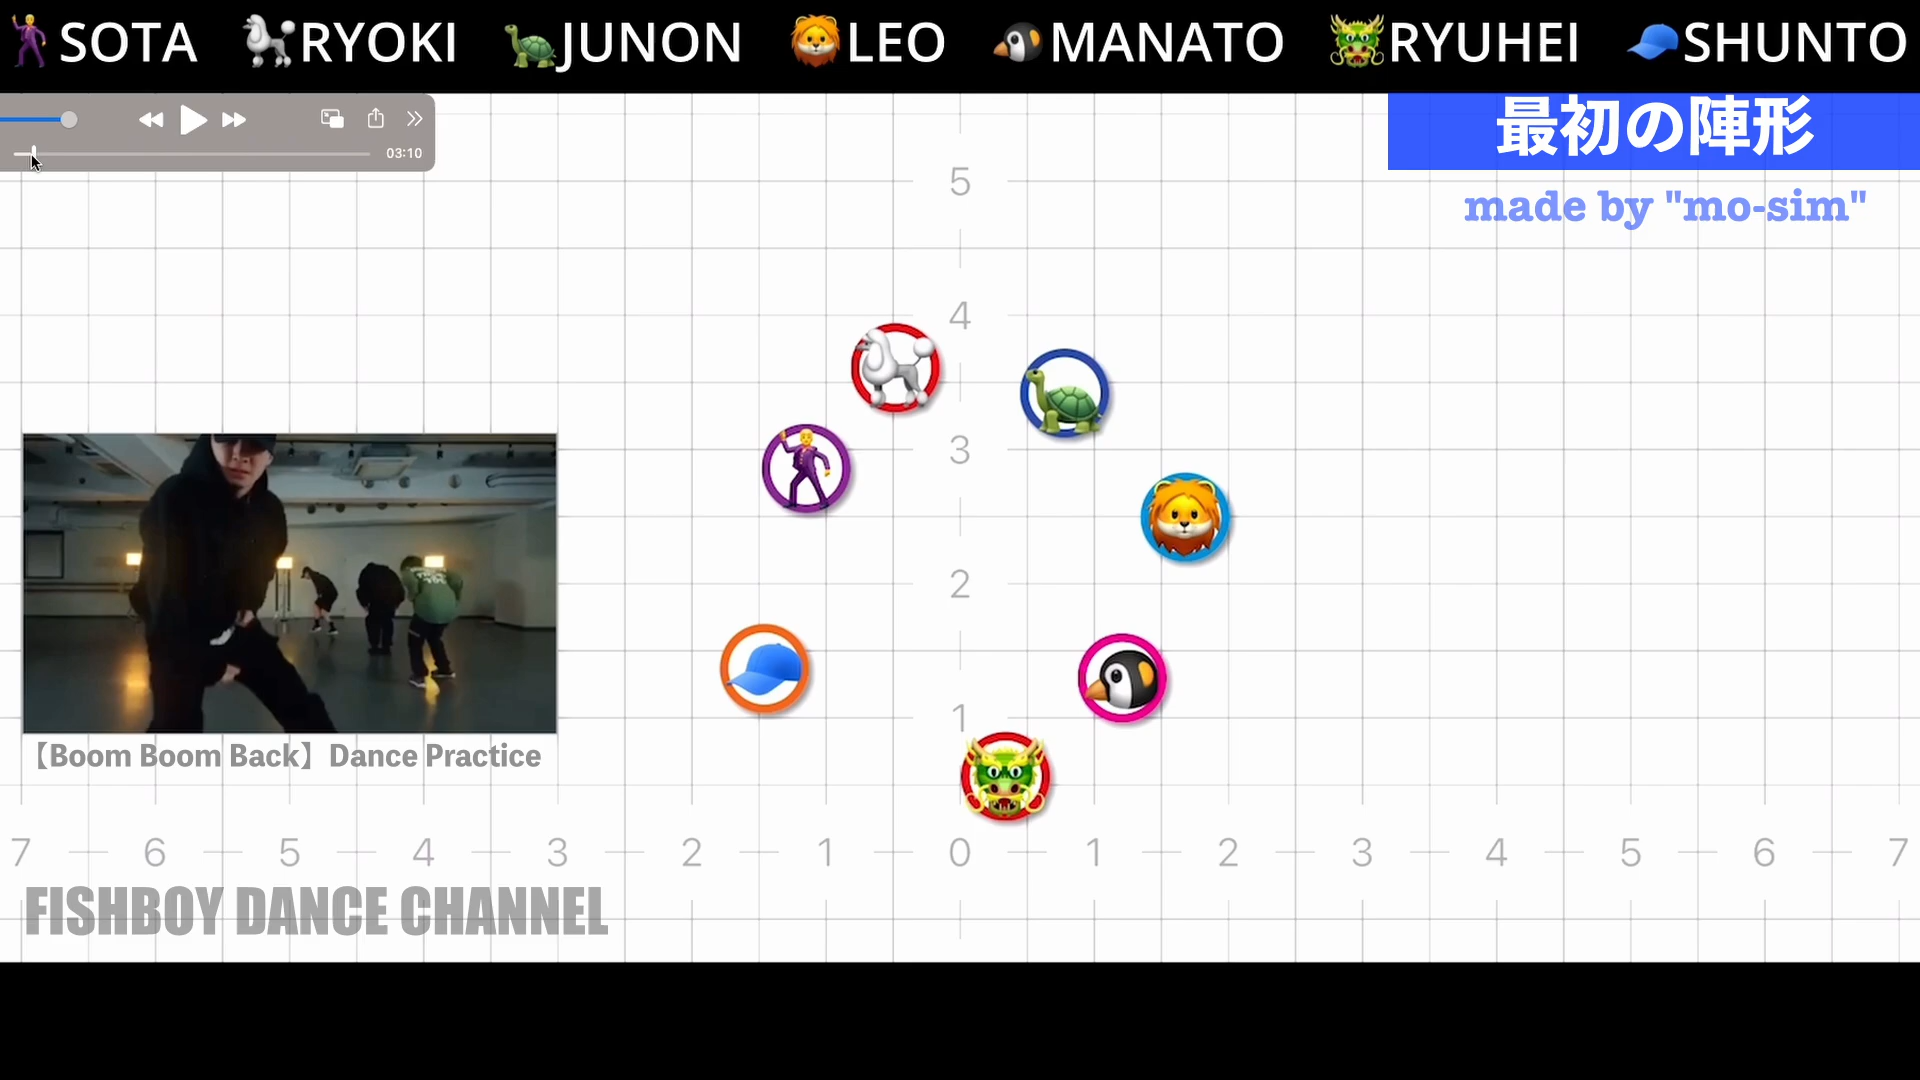 SOTA RYOKI JUNON LEO MANATO RYUHEI SHUNTO
最初の陣形
03:10
made by "mo-sim"
5
4
3
2
1
【Boom Boom Back】Dance Practice
7 6 5 4 3 2 1 0 1 2 3 4 5 6 7
FISHBOY DANCE CHANNEL